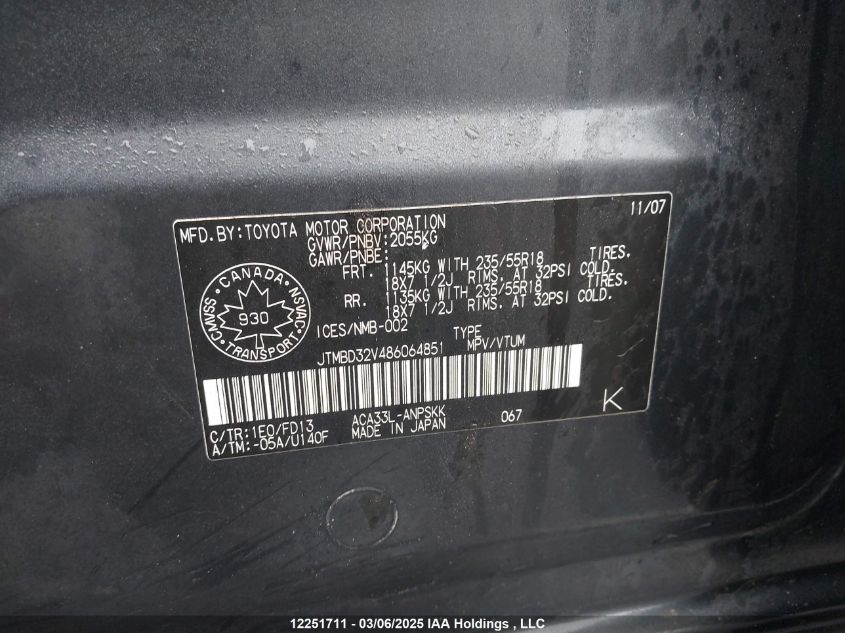 11/07
MFD.BY:TOYOTA MOTOR CORPORATION
GVWR/PNBV:2055KG
GAWR/PNBE:
FRT. 1145KG WITH 235/55R18 TIRES.
18X7 1/2J RIMS. AT 32PSI COLD.
RR. 1135KG WITH 235/55R18 TIRES.
18X7 1/2J RIMS. AT 32PSI COLD.
CANADA
CMVSS NSVAC
930
TRANSPORT
ICES/NMB-002 TYPE
JTMBD32V486064851 MPV/VTUM
C/TR:1E0/FD13 ACA33L-ANPSKK 067 K
A/TM:-05A/U140F MADE IN JAPAN
12251711 - 03/06/2025 IAA Holdings , LLC